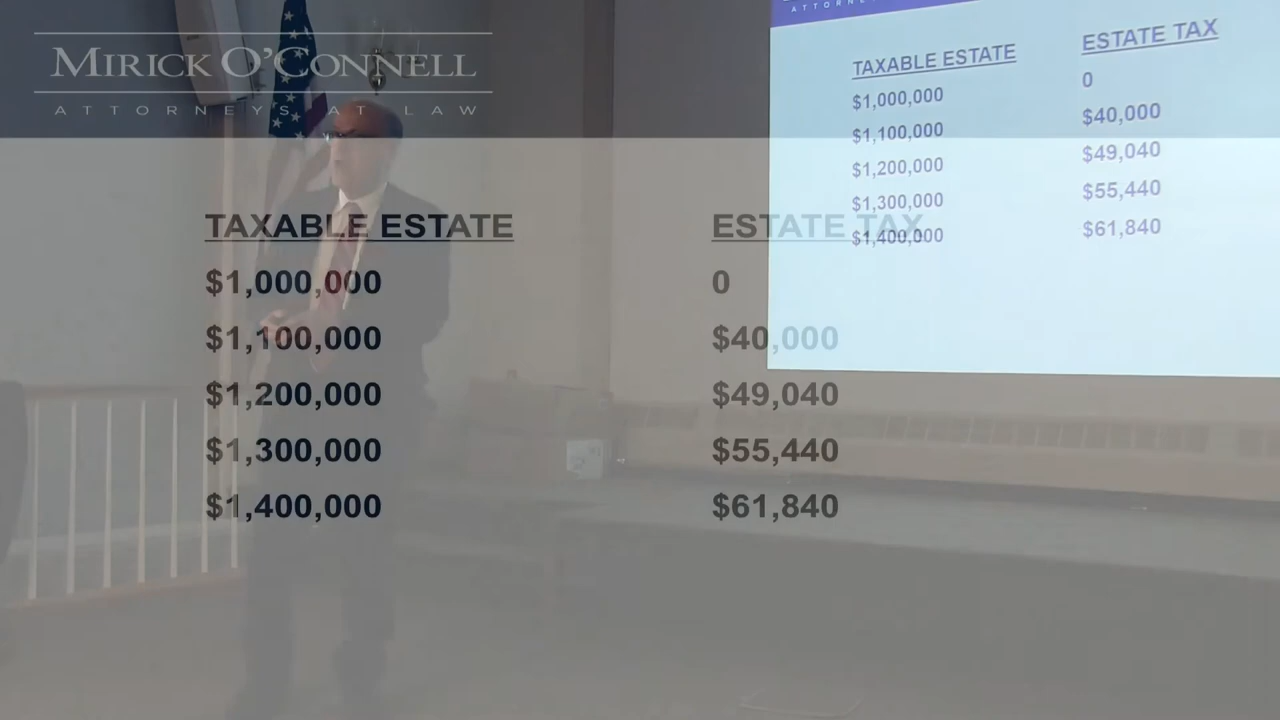 MIRICK O'CONNELL
ATTORNEYS AT LAW
TAXABLE ESTATE ESTATE TAX
$1,000,000 0
$1,100,000 $40,000
$1,200,000 $49,040
$1,300,000 $55,440
$1,400,000 $61,840
TAXABLE ESTATE ESTATE TAX
$1,000,000 0
$1,100,000 $40,000
$1,200,000 $49,040
$1,300,000 $55,440
$1,400,000 $61,840